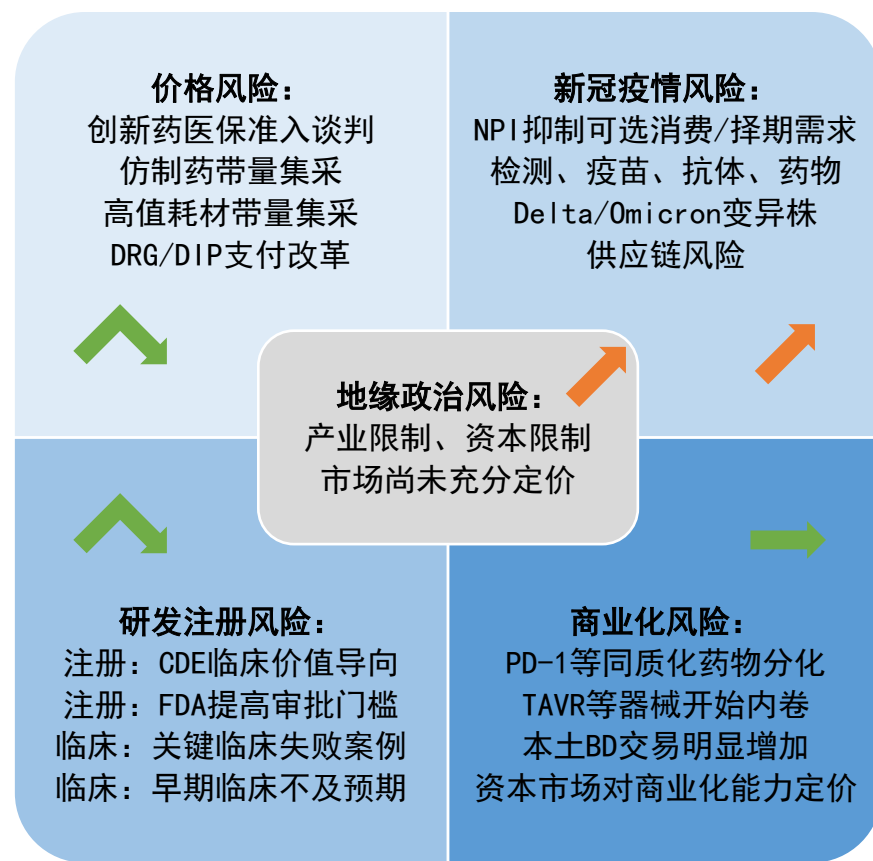 价格风险：
创新药医保准入谈判
仿制药带量集采
高值耗材带量集采
DRG/DIP支付改革
新冠疫情风险：
NPI抑制可选消费/择期需求
检测、疫苗、抗体、药物
Delta/Omicron变异株
供应链风险
地缘政治风险：
产业限制、资本限制
市场尚未充分定价
研发注册风险：
注册：CDE临床价值导向
注册：FDA提高审批门槛
临床：关键临床失败案例
临床：早期临床不及预期
商业化风险：
PD-1等同质化药物分化
TAVR等器械开始内卷
本土BD交易明显增加
资本市场对商业化能力定价